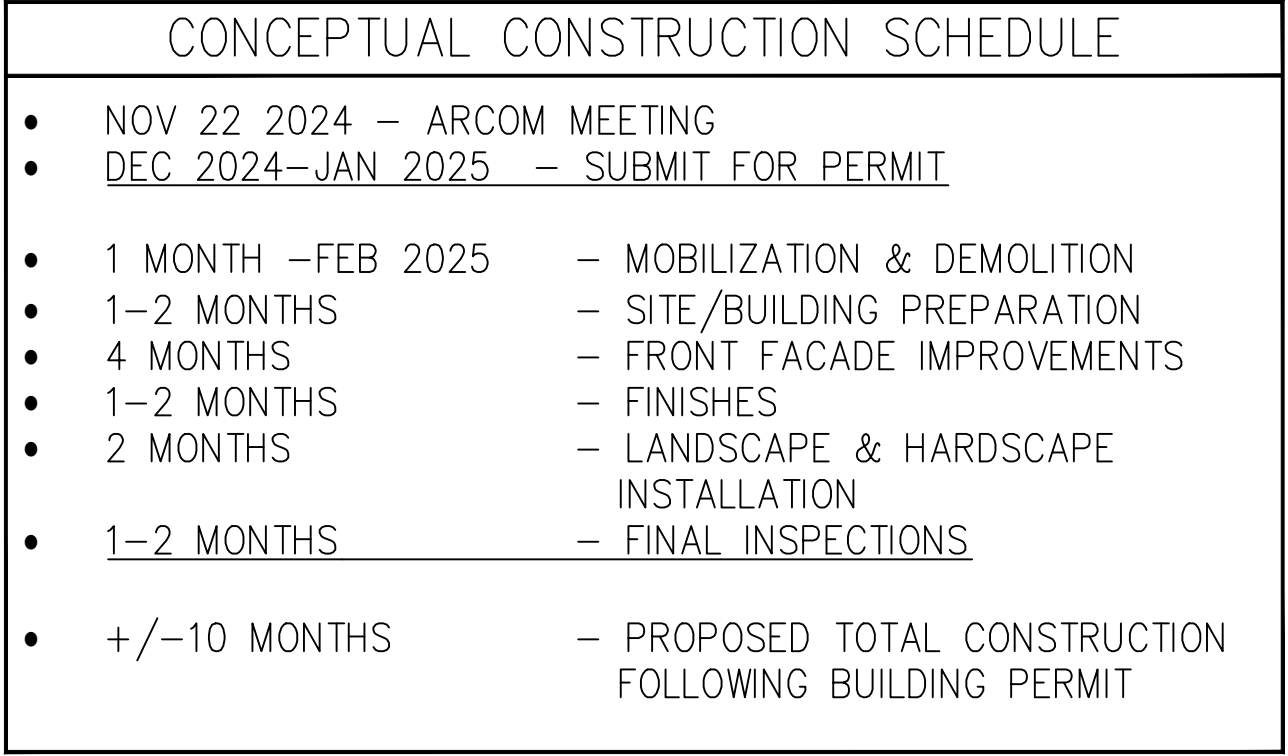 CONCEPTUAL CONSTRUCTION SCHEDULE
• NOV 22 2024 – ARCOM MEETING
• DEC 2024–JAN 2025 – SUBMIT FOR PERMIT
• 1 MONTH –FEB 2025 – MOBILIZATION & DEMOLITION
• 1–2 MONTHS – SITE/BUILDING PREPARATION
• 4 MONTHS – FRONT FACADE IMPROVEMENTS
• 1–2 MONTHS – FINISHES
• 2 MONTHS – LANDSCAPE & HARDSCAPE
INSTALLATION
• 1–2 MONTHS – FINAL INSPECTIONS
• +/–10 MONTHS – PROPOSED TOTAL CONSTRUCTION
FOLLOWING BUILDING PERMIT